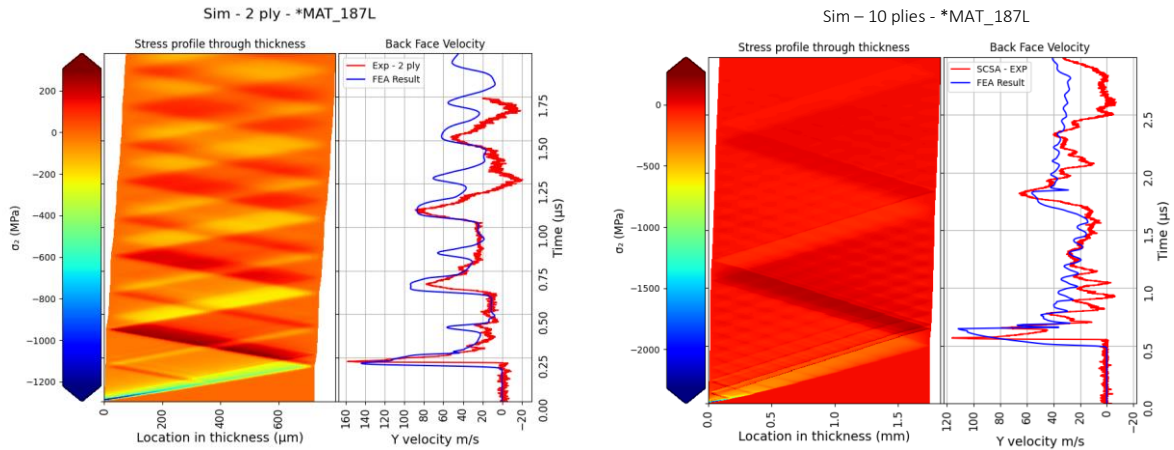 Sim - 2 ply - *MAT_187L
Stress profile through thickness
Back Face Velocity
Exp - 2 ply
FEA Result
200
0
−200
−400
−600
−800
−1000
−1200
σ₂ (MPa)
200
400
600
Location in thickness (μm)
160
140
120
100
80
60
40
20
0
−20
Y velocity m/s
1.75
1.50
1.25
1.00
0.75
0.50
0.25
0.00
Time (μs)
Sim – 10 plies - *MAT_187L
Stress profile through thickness
Back Face Velocity
SCSA - EXP
FEA Result
0
−500
−1000
−1500
−2000
σ₂ (MPa)
0.0
0.5
1.0
1.5
Location in thickness (mm)
120
100
80
60
40
20
0
−20
Y velocity m/s
2.5
2.0
1.5
1.0
0.5
0.0
Time (μs)